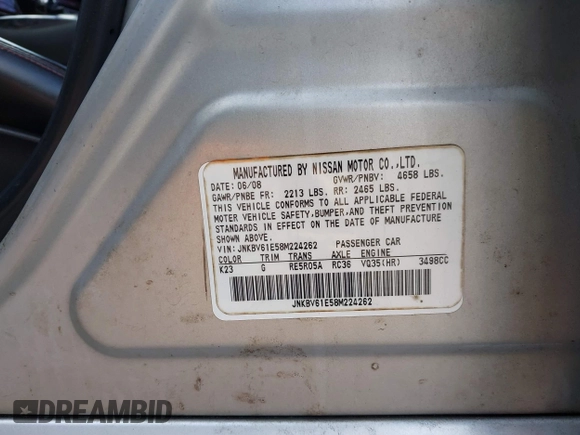 MANUFACTURED BY NISSAN MOTOR CO.,LTD.
DATE: 06/08 GVWR/PNBV: 4658 LBS.
GAWR/PNBE FR: 2213 LBS. RR: 2465 LBS.
THIS VEHICLE CONFORMS TO ALL APPLICABLE FEDERAL
MOTER VEHICLE SAFETY,BUMPER,AND THEFT PREVENTION
STANDARDS IN EFFECT ON THE DATE OF MANUFACTURE
SHOWN ABOVE.
VIN: JNKBV61E58M224262 PASSENGER CAR
COLOR TRIM TRANS AXLE ENGINE
K23 G RE5R05A RC36 VQ35(HR) 3498CC
JNKBV61E58M224262
DREAMBID